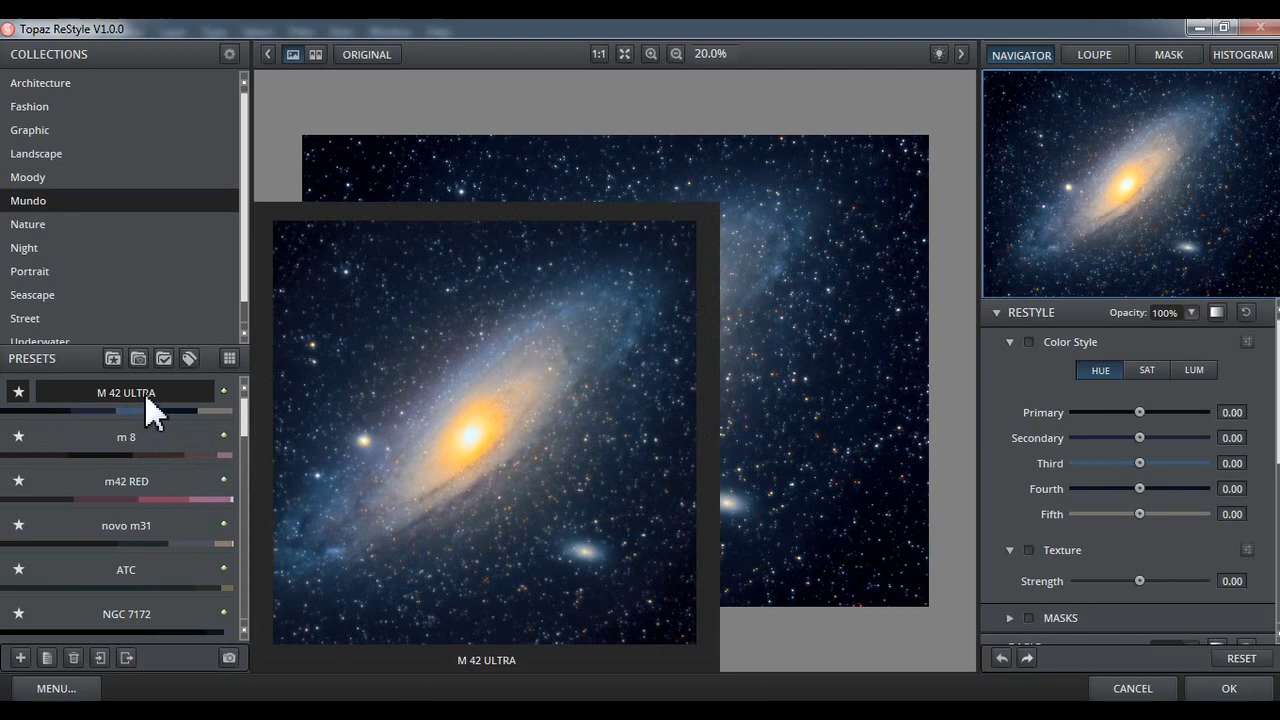 Topaz ReStyle V1.0.0
COLLECTIONS
Architecture
Fashion
Graphic
Landscape
Moody
Mundo
Nature
Night
Portrait
Seascape
Street
Underwater
PRESETS
M 42 ULTRA
m 8
m42 RED
novo m31
ATC
NGC 7172
MENU...
ORIGINAL
1:1
20.0%
M 42 ULTRA
NAVIGATOR
LOUPE
MASK
HISTOGRAM
RESTYLE
Opacity: 100%
Color Style
HUE
SAT
LUM
Primary 0.00
Secondary 0.00
Third 0.00
Fourth 0.00
Fifth 0.00
Texture
Strength 0.00
MASKS
RESET
CANCEL
OK